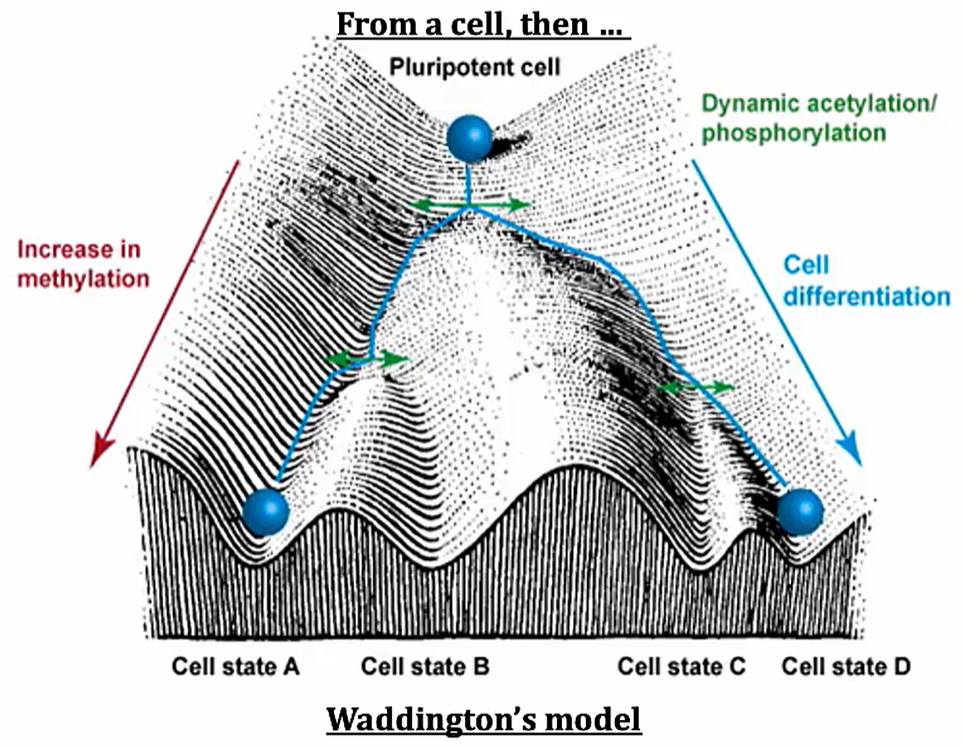 From a cell, then ...
Pluripotent cell
Dynamic acetylation/
phosphorylation
Increase in
methylation
Cell
differentiation
Cell state A
Cell state B
Cell state C
Cell state D
Waddington's model